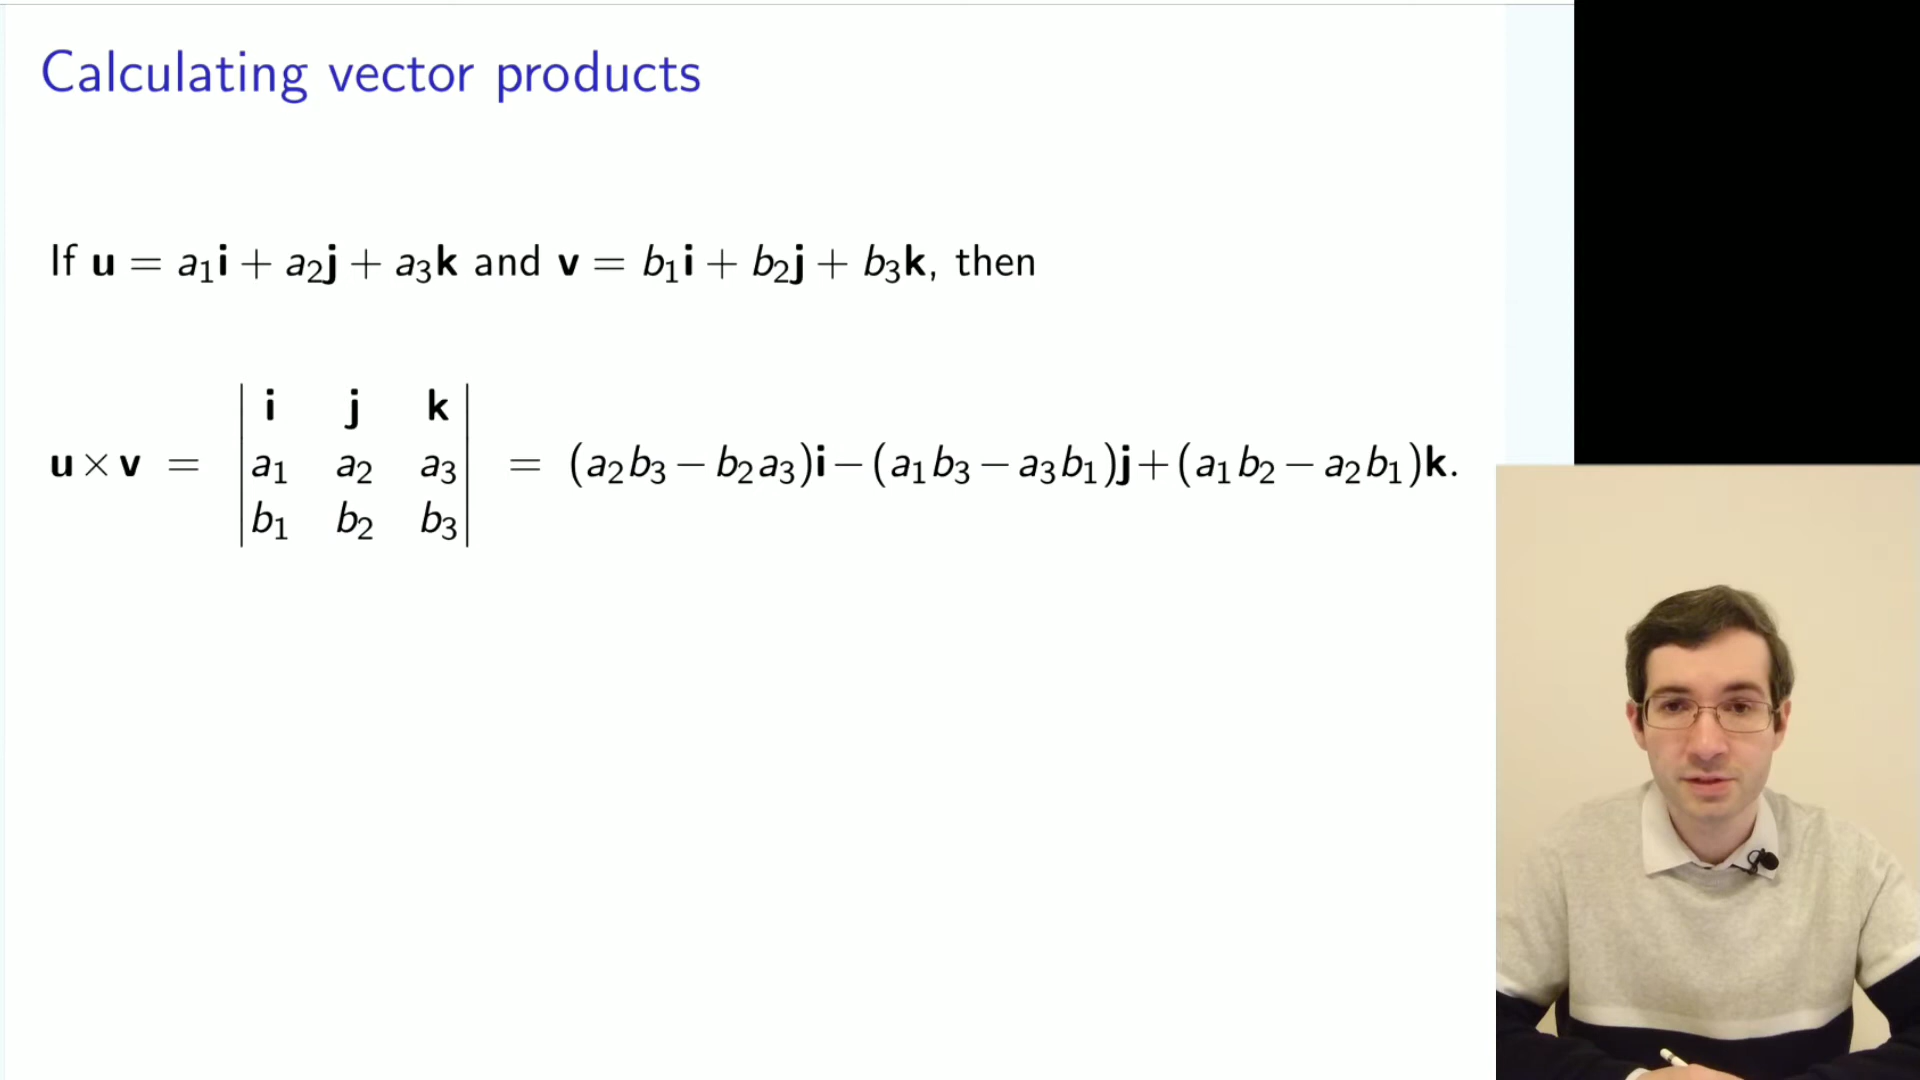 Calculating vector products
If u = a₁i + a₂j + a₃k and v = b₁i + b₂j + b₃k, then
i j k
u × v = a₁ a₂ a₃ = (a₂b₃ − b₂a₃)i − (a₁b₃ − a₃b₁)j + (a₁b₂ − a₂b₁)k.
b₁ b₂ b₃